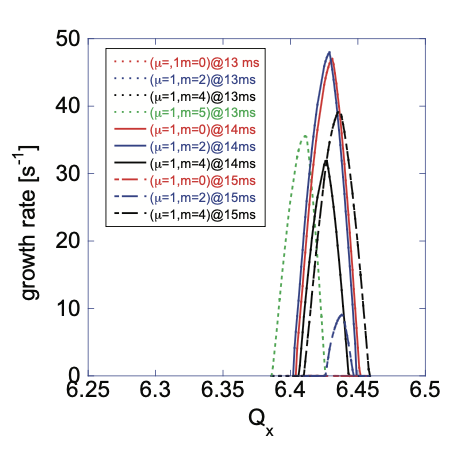 50
40
30
20
10
0
growth rate [s⁻¹]
(μ=,1m=0)@13 ms
(μ=1,m=2)@13ms
(μ=1,m=4)@13ms
(μ=1,m=5)@13ms
(μ=1,m=0)@14ms
(μ=1,m=2)@14ms
(μ=1,m=4)@14ms
(μ=1,m=0)@15ms
(μ=1,m=2)@15ms
(μ=1,m=4)@15ms
6.25 6.3 6.35 6.4 6.45 6.5
Qₓ